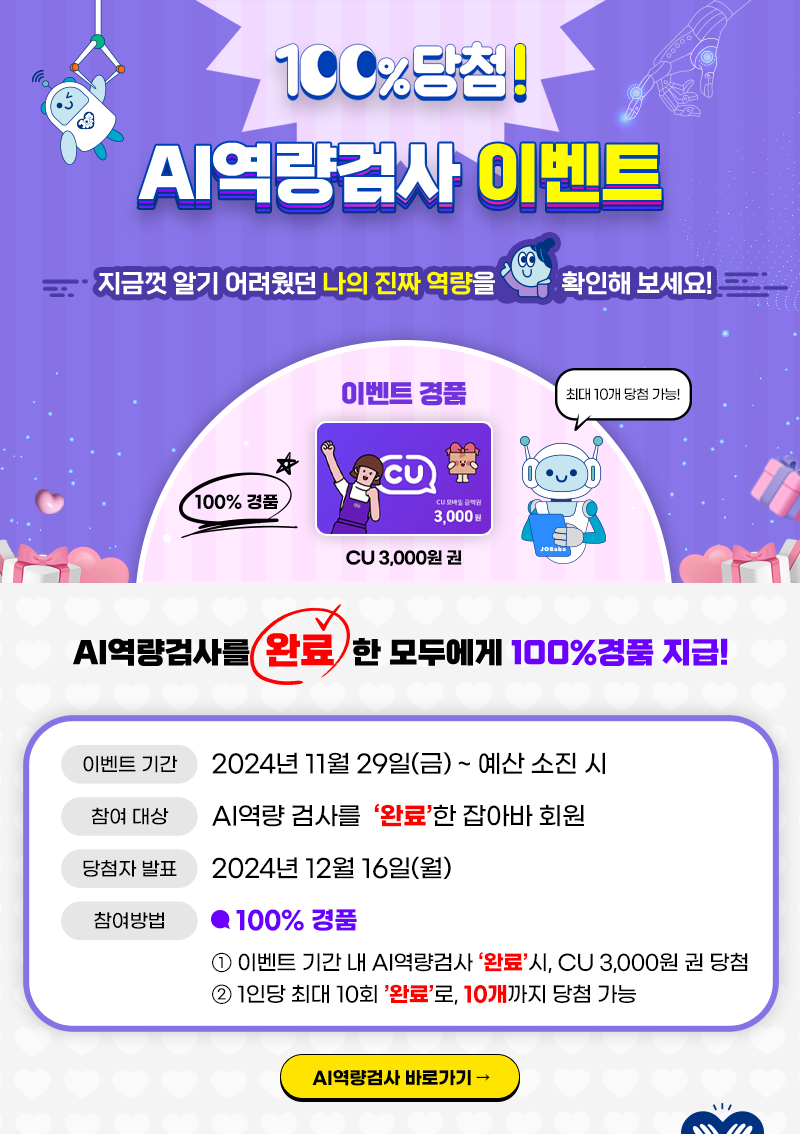 100%당첨!
AI역량검사 이벤트
지금껏 알기 어려웠던 나의 진짜 역량을 확인해 보세요!
이벤트 경품
최대 10개 당첨 가능!
100% 경품
CU
CU 모바일 금액권
3,000원
JOBaba
CU 3,000원 권
AI역량검사를 완료 한 모두에게 100%경품 지급!
이벤트 기간 2024년 11월 29일(금) ~ 예산 소진 시
참여 대상 AI역량 검사를 ‘완료’한 잡아바 회원
당첨자 발표 2024년 12월 16일(월)
참여방법 100% 경품
① 이벤트 기간 내 AI역량검사 ‘완료’시, CU 3,000원 권 당첨
② 1인당 최대 10회 ’완료’로, 10개까지 당첨 가능
AI역량검사 바로가기 →